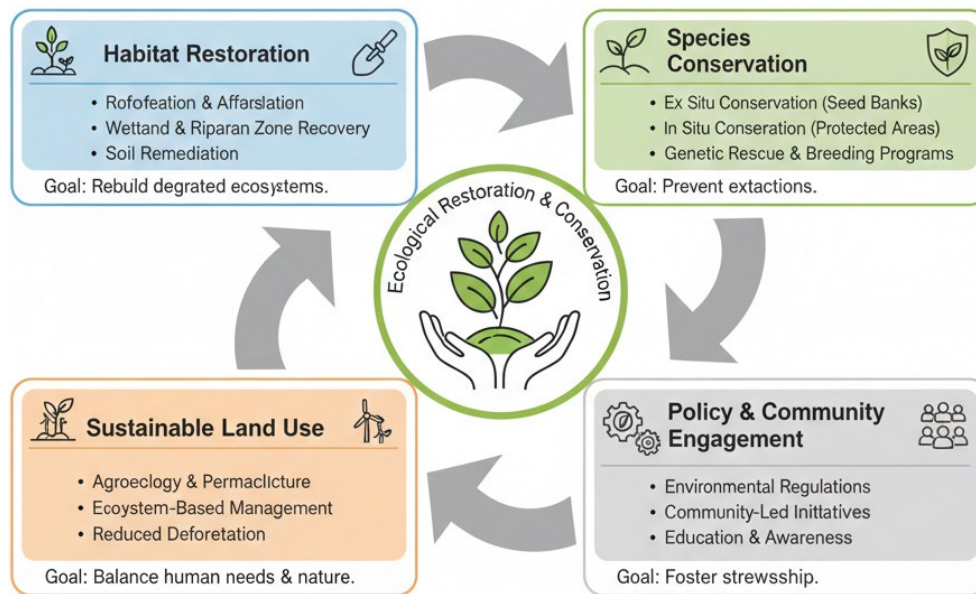 Habitat Restoration
• Rofofeation & Affarslation
• Wettand & Riparan Zone Recovery
• Soil Remediation
Goal: Rebuild degrated ecosystems.
Species
Conservation
• Ex Situ Conservation (Seed Banks)
• In Situ Conseration (Protected Areas)
• Genetic Rescue & Breeding Programs
Goal: Prevent extactions.
Ecological Restoration & Conservation
Sustainable Land Use
• Agroeclogy & Permaclicture
• Ecoystem-Based Management
• Reduced Deforetation
Goal: Balance human needs & nature.
Policy & Community
Engagement
• Environmental Regulations
• Community-Led Inittatives
• Education & Awareness
Goal: Foster strewsship.